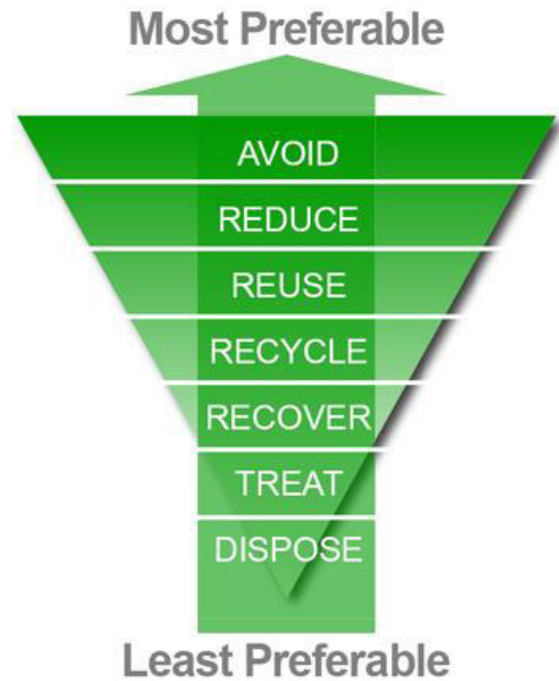 Most Preferable
AVOID
REDUCE
REUSE
RECYCLE
RECOVER
TREAT
DISPOSE
Least Preferable